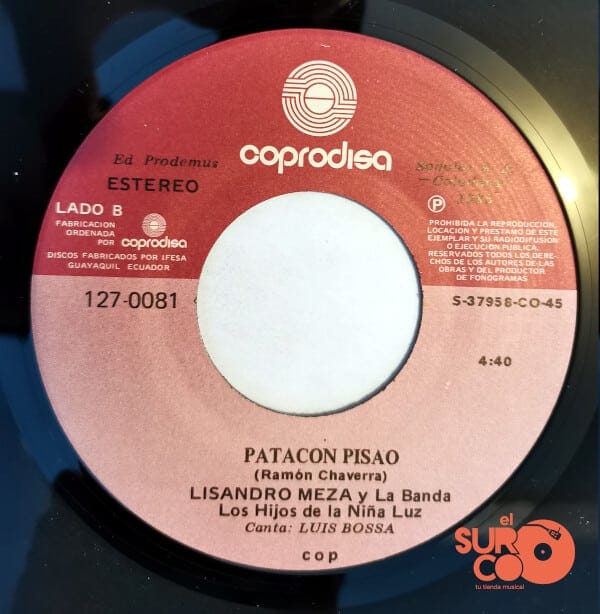 coprodisa
Ed Prodemus
ESTEREO
LADO B
FABRICACION
ORDENADA
POR coprodisa
DISCOS FABRICADOS POR IFESA
GUAYAQUIL ECUADOR
℗
PROHIBIDA LA REPRODUCCION,
LOCACION Y PRESTAMO DE ESTE
EJEMPLAR Y SU RADIODIFUSION
O EJECUCION PUBLICA.
RESERVADOS TODOS LOS DERE-
CHOS DE LOS AUTORES DE-LAS
OBRAS Y DEL PRODUCTOR
DE FONOGRAMAS
127-0081
S-37958-CO-45
4:40
PATACON PISAO
(Ramón Chaverra)
LISANDRO MEZA y La Banda
Los Hijos de la Niña Luz
Canta: LUIS BOSSA
cop
el
SURCO
tu tienda musical